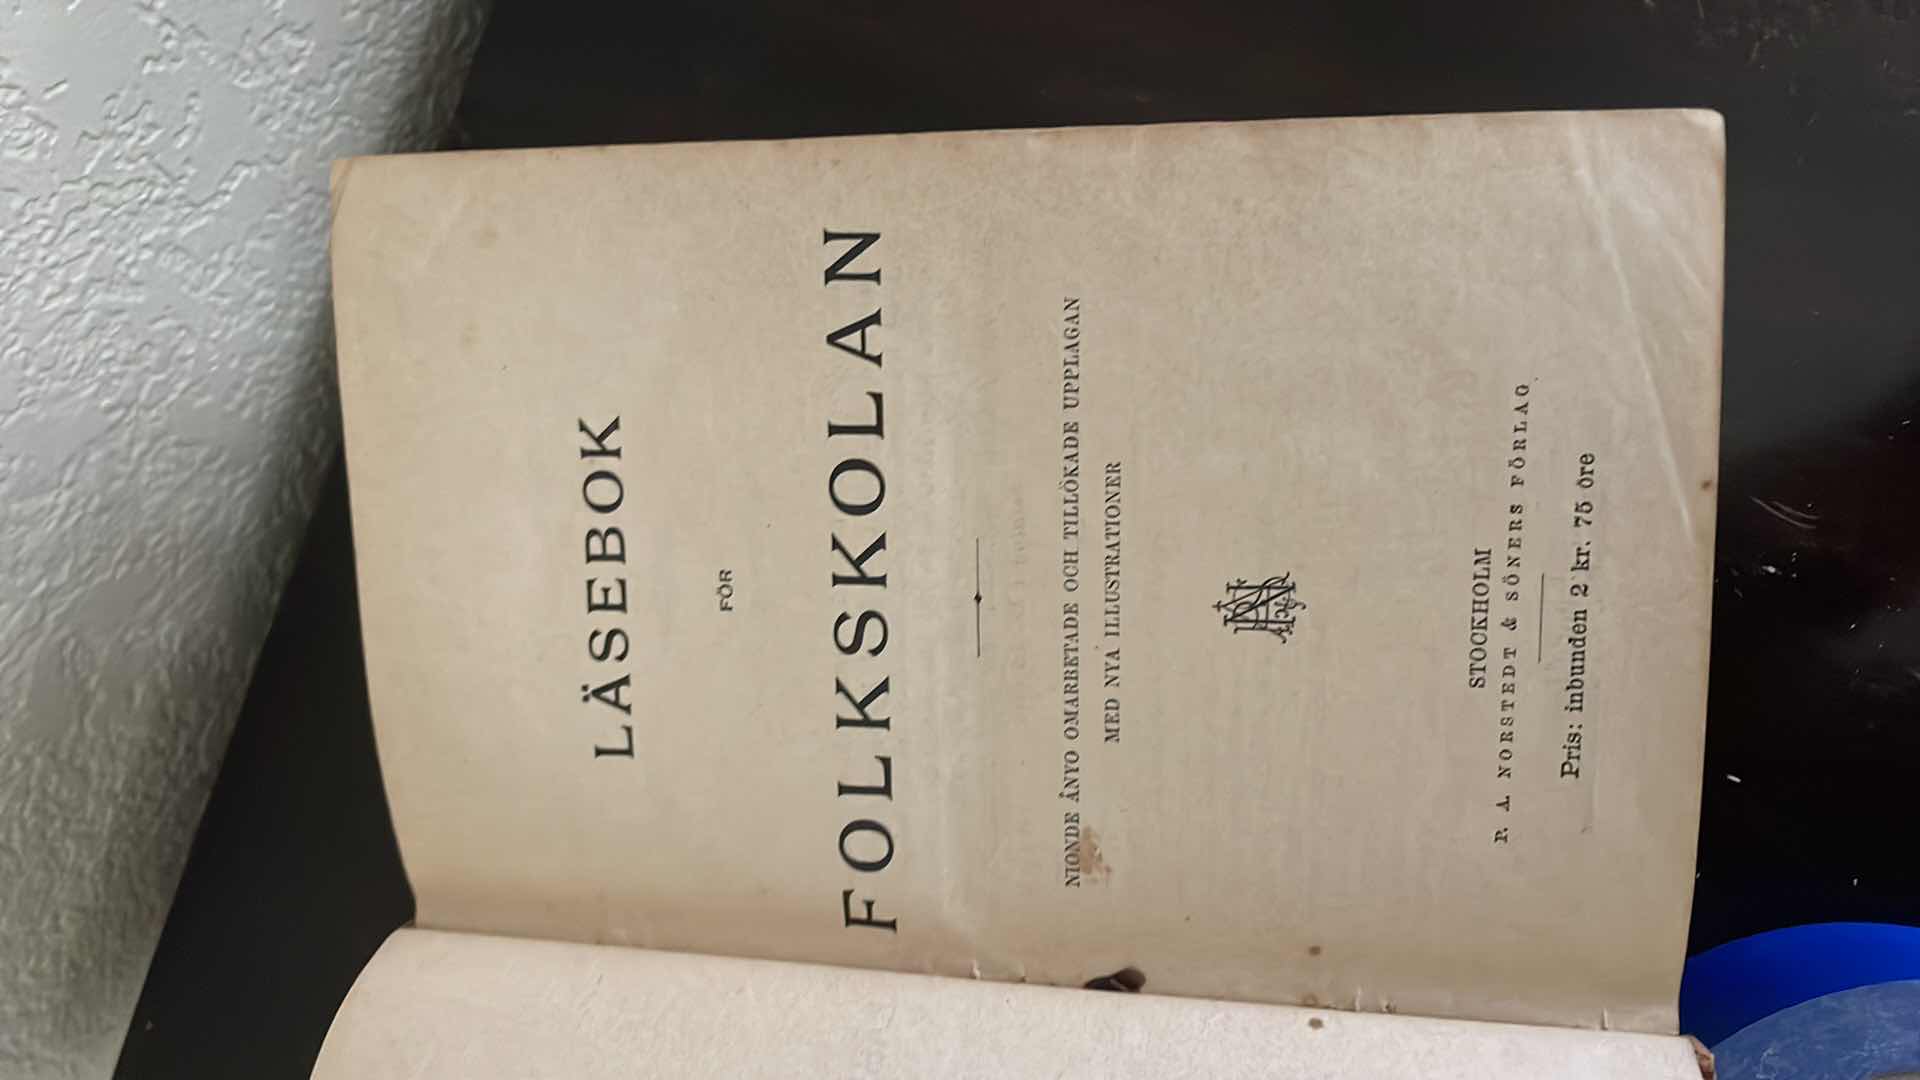 LÄSEBOK
FÖR
FOLKSKOLAN
NIONDE ÅNYO OMARBETADE OCH TILLÖKADE UPPLAGAN
MED NYA ILLUSTRATIONER
STOCKHOLM
P. A. NORSTEDT & SÖNERS FÖRLAG
Pris: inbunden 2 kr. 75 öre